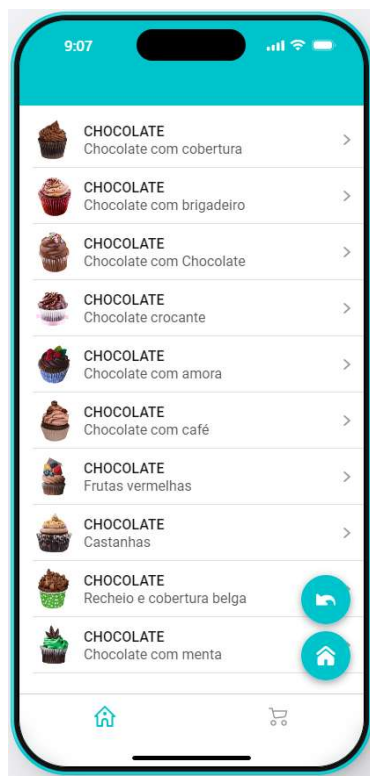 9:07
CHOCOLATE
Chocolate com cobertura
CHOCOLATE
Chocolate com brigadeiro
CHOCOLATE
Chocolate com Chocolate
CHOCOLATE
Chocolate crocante
CHOCOLATE
Chocolate com amora
CHOCOLATE
Chocolate com café
CHOCOLATE
Frutas vermelhas
CHOCOLATE
Castanhas
CHOCOLATE
Recheio e cobertura belga
CHOCOLATE
Chocolate com menta